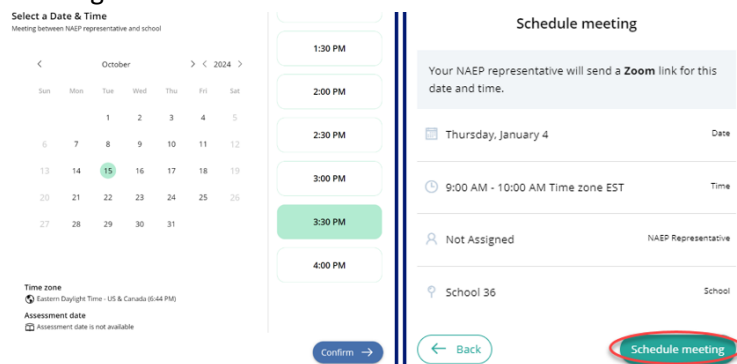 Select a Date & Time
Meeting between NAEP representative and school
< October > < 2024 >
Sun Mon Tue Wed Thu Fri Sat
1 2 3 4 5
6 7 8 9 10 11 12
13 14 15 16 17 18 19
20 21 22 23 24 25 26
27 28 29 30 31
Time zone
Eastern Daylight Time - US & Canada (6:44 PM)
Assessment date
Assessment date is not available
1:30 PM
2:00 PM
2:30 PM
3:00 PM
3:30 PM
4:00 PM
Confirm →
Schedule meeting
Your NAEP representative will send a Zoom link for this
date and time.
Thursday, January 4 Date
9:00 AM - 10:00 AM Time zone EST Time
Not Assigned NAEP Representative
School 36 School
← Back
Schedule meeting